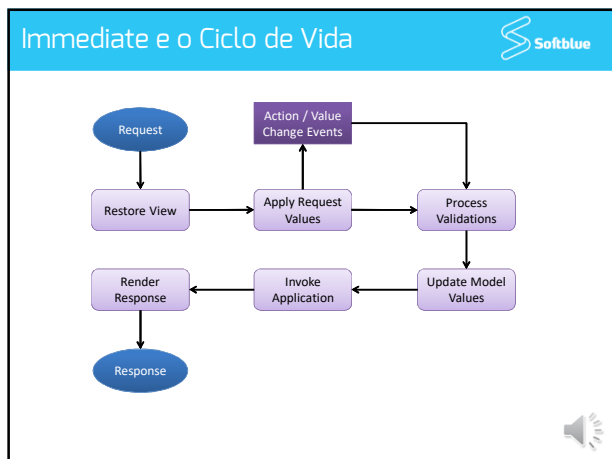 Immediate e o Ciclo de Vida
Softblue
Action / Value
Change Events
Request
Restore View
Apply Request
Values
Process
Validations
Render
Response
Invoke
Application
Update Model
Values
Response